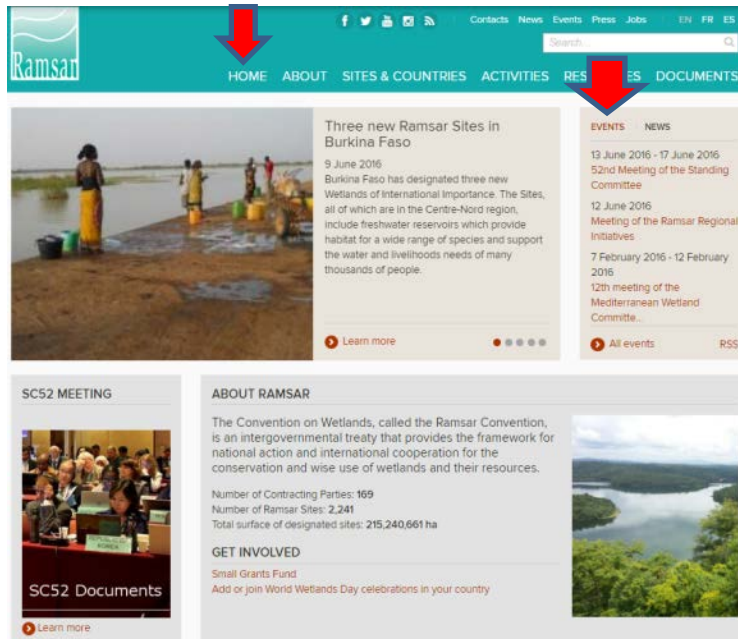 Ramsar
Contacts News Events Press Jobs EN FR ES
Search...
HOME ABOUT SITES & COUNTRIES ACTIVITIES DOCUMENTS
Three new Ramsar Sites in
Burkina Faso
9 June 2016
Burkina Faso has designated three new
Wetlands of International Importance. The Sites,
all of which are in the Centre-Nord region,
include freshwater reservoirs which provide
habitat for a wide range of species and support
the water and livelihoods needs of many
thousands of people.
Learn more
EVENTS NEWS
13 June 2016 - 17 June 2016
52nd Meeting of the Standing
Committee
12 June 2016
Meeting of the Ramsar Regional
Initiatives
7 February 2016 - 12 February
2016
12th meeting of the
Mediterranean Wetland
Committe...
All events RSS
SC52 MEETING
REPUBLIC OF
KOREA
SC52 Documents
Learn more
ABOUT RAMSAR
The Convention on Wetlands, called the Ramsar Convention,
is an intergovernmental treaty that provides the framework for
national action and international cooperation for the
conservation and wise use of wetlands and their resources.
Number of Contracting Parties: 169
Number of Ramsar Sites: 2,241
Total surface of designated sites: 215,240,661 ha
GET INVOLVED
Small Grants Fund
Add or join World Wetlands Day celebrations in your country